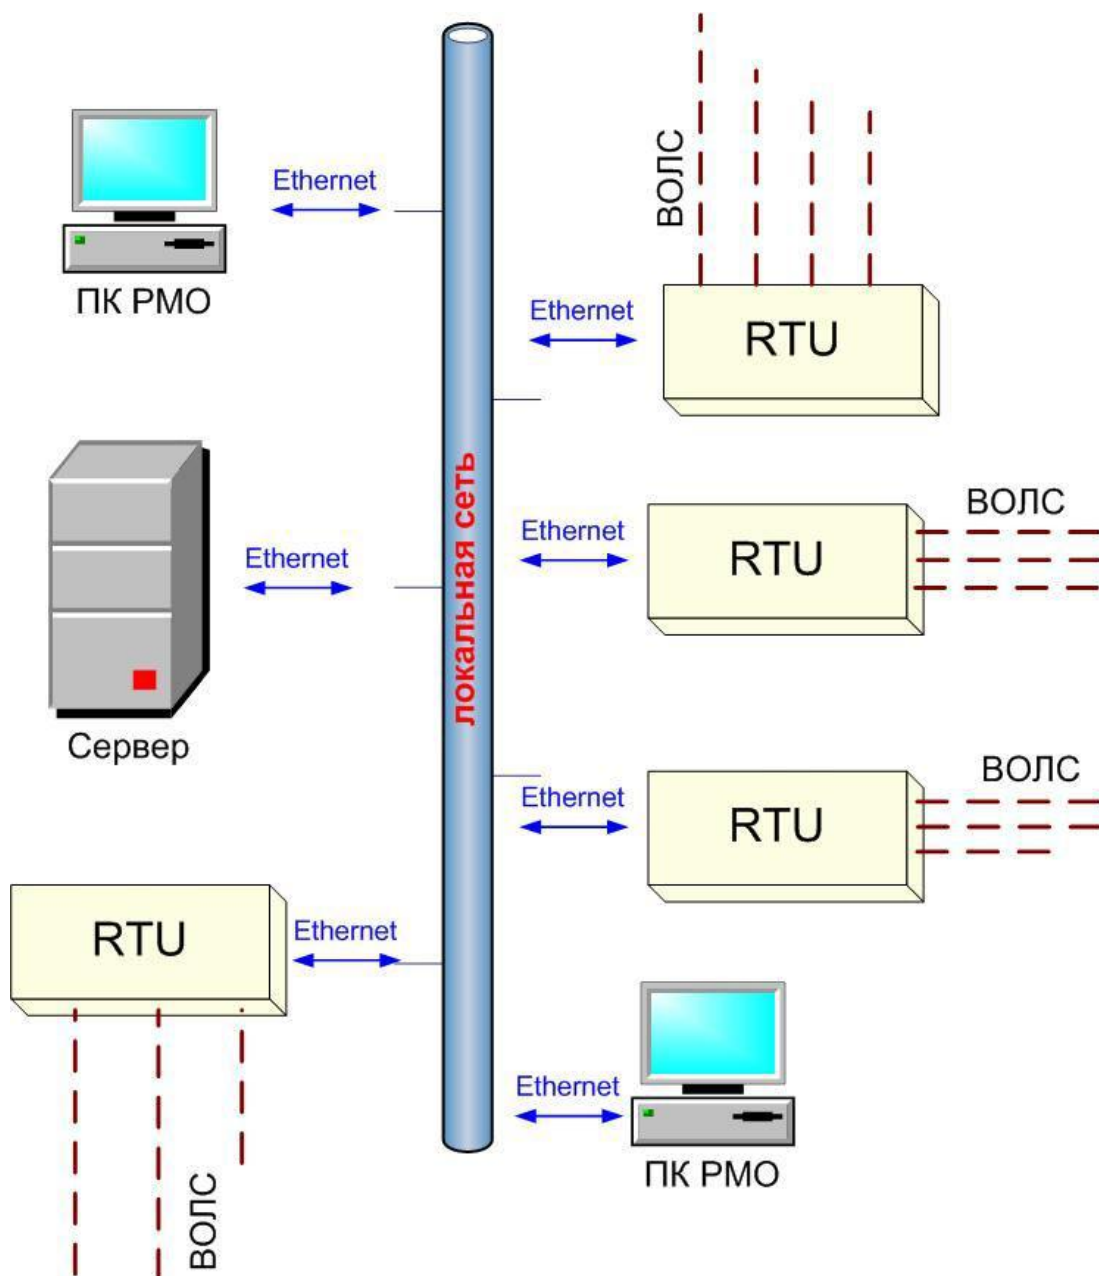 ВОЛС
Ethernet
ПК РМО
Ethernet
RTU
локальная сеть
ВОЛС
Ethernet
RTU
Ethernet
Сервер
ВОЛС
Ethernet
RTU
RTU
Ethernet
Ethernet
ПК РМО
ВОЛС